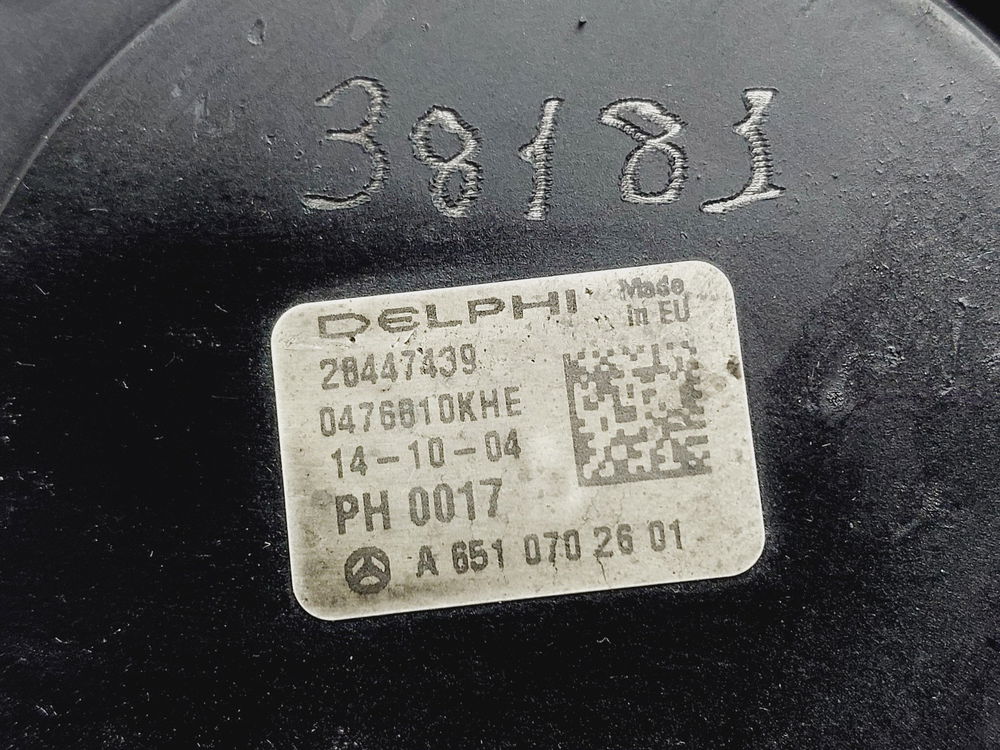 38181
DELPHI
Made
in EU
28447439
0476810KHE
14-10-04
PH 0017
A 651 070 26 01